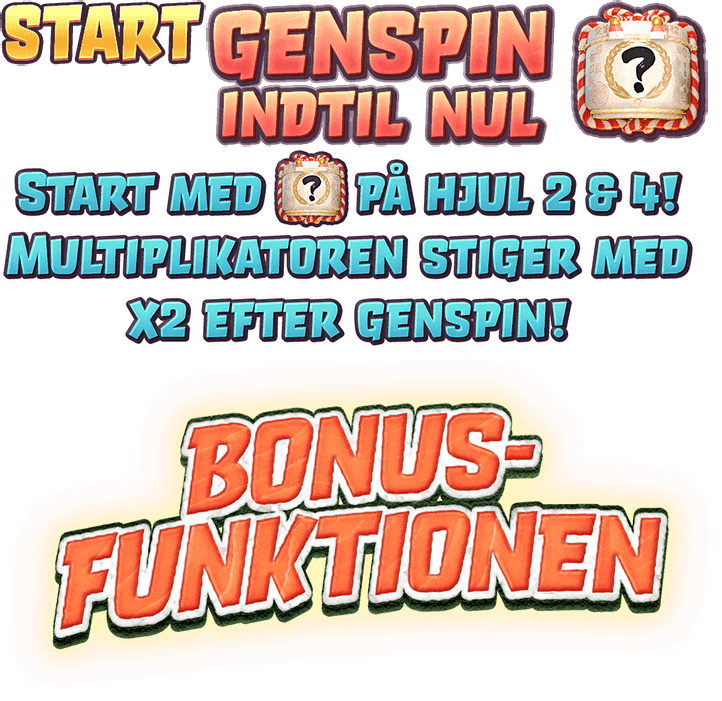 START GENSPIN
INDTIL NUL
?
START MED ? PÅ HJUL 2 & 4!
MULTIPLIKATOREN STIGER MED
X2 EFTER GENSPIN!
BONUS-
FUNKTIONEN